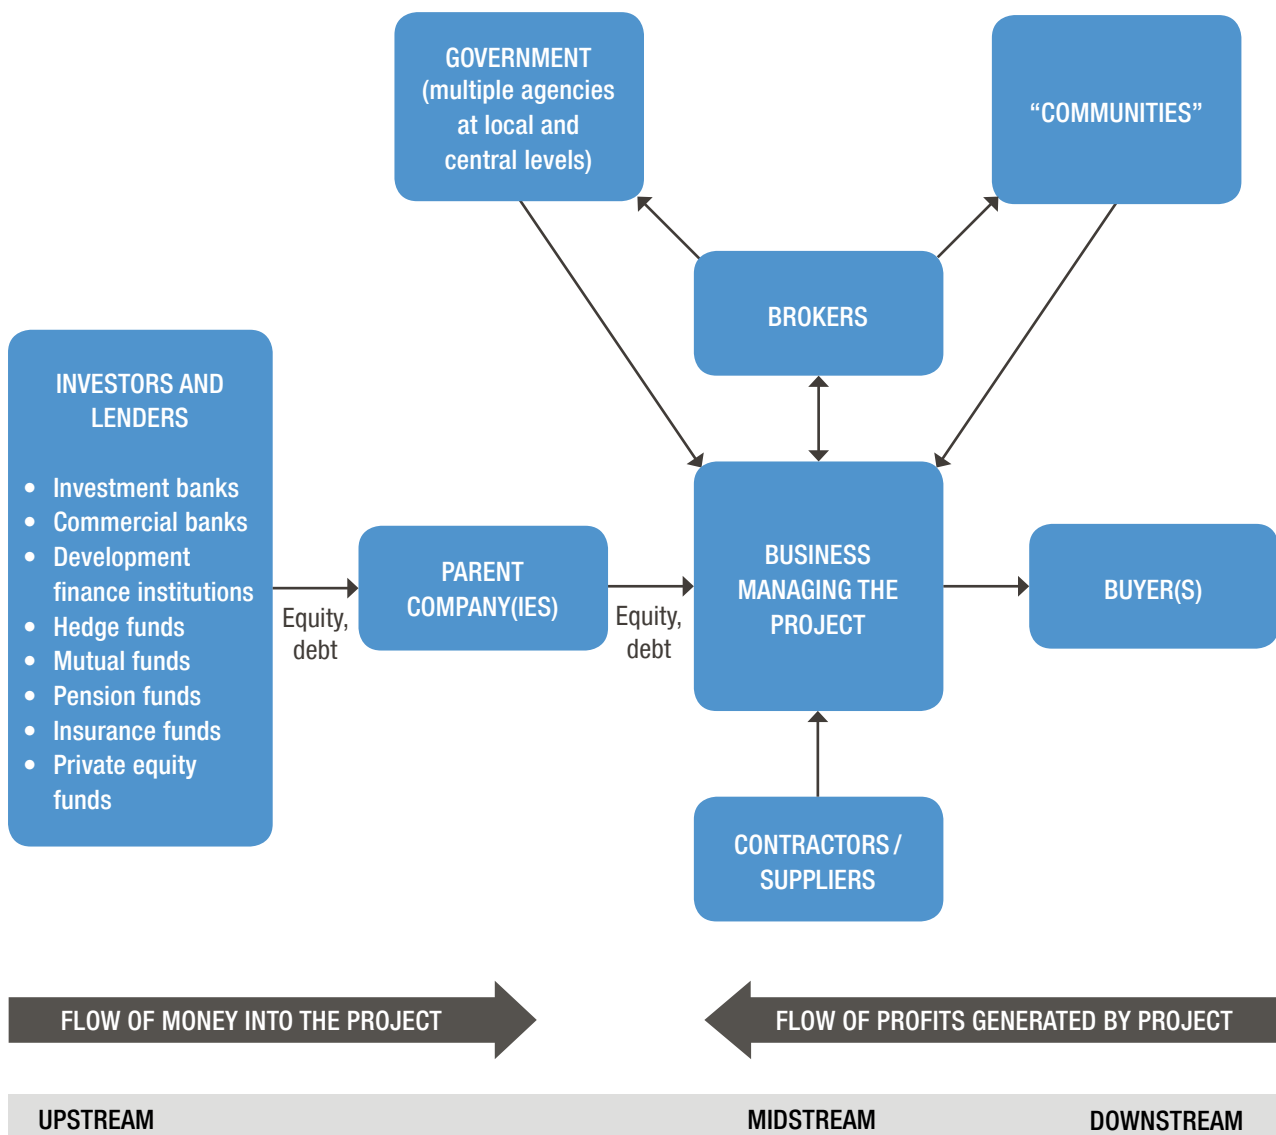 GOVERNMENT
(multiple agencies
at local and
central levels)
“COMMUNITIES”
BROKERS
INVESTORS AND
LENDERS
• Investment banks
• Commercial banks
• Development
finance institutions
• Hedge funds
• Mutual funds
• Pension funds
• Insurance funds
• Private equity
funds
Equity,
debt
PARENT
COMPANY(IES)
Equity,
debt
BUSINESS
MANAGING THE
PROJECT
BUYER(S)
CONTRACTORS /
SUPPLIERS
FLOW OF MONEY INTO THE PROJECT
FLOW OF PROFITS GENERATED BY PROJECT
UPSTREAM
MIDSTREAM
DOWNSTREAM